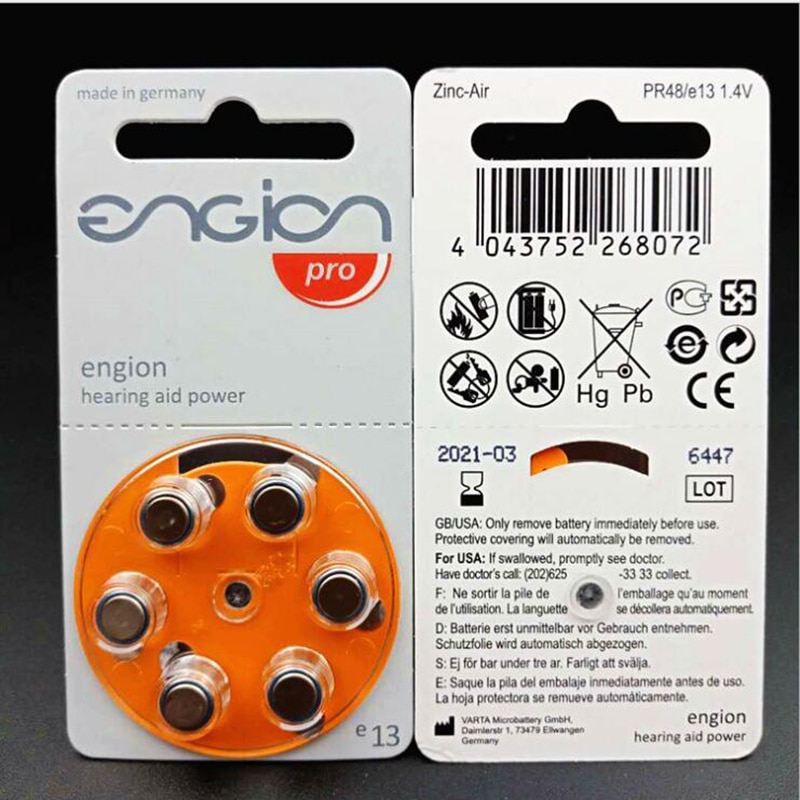 made in germany
engion
pro
engion
hearing aid power
e13
Zinc-Air PR48/e13 1.4V
4 043752 268072
Hg Pb
CE
2021-03 6447
LOT
GB/USA: Only remove battery immediately before use.
Protective covering will automatically be removed.
For USA: If swallowed, promptly see doctor.
Have doctor's call: (202)625 -33 33 collect.
F: Ne sortir la pile de l'emballage qu'au moment
de l'utilisation. La languette se décollera automatiquement.
D: Batterie erst unmittelbar vor Gebrauch entnehmen.
Schutzfolie wird automatisch abgezogen.
S: Ej för bar under tre ar. Farligt att svälja.
E: Saque la pila del embalaje inmediatamente antes de uso.
La hoja protectora se remueve automáticamente.
VARTA Microbattery GmbH,
Daimlerstr 1, 73479 Ellwangen
Germany
engion
hearing aid power